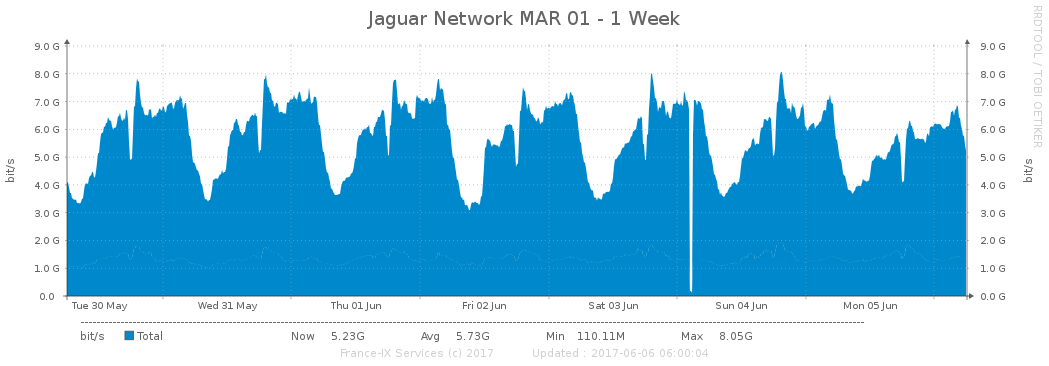 Jaguar Network MAR 01 - 1 Week
RRDTOOL / TOBI OETIKER
bit/s
9.0 G 9.0 G
8.0 G 8.0 G
7.0 G 7.0 G
6.0 G 6.0 G
5.0 G 5.0 G
4.0 G 4.0 G
3.0 G 3.0 G
2.0 G 2.0 G
1.0 G 1.0 G
0.0 0.0 G
bit/s
Tue 30 May Wed 31 May Thu 01 Jun Fri 02 Jun Sat 03 Jun Sun 04 Jun Mon 05 Jun
bit/s Total Now 5.23G Avg 5.73G Min 110.11M Max 8.05G
France-IX Services (c) 2017 Updated : 2017-06-06 06:00:04